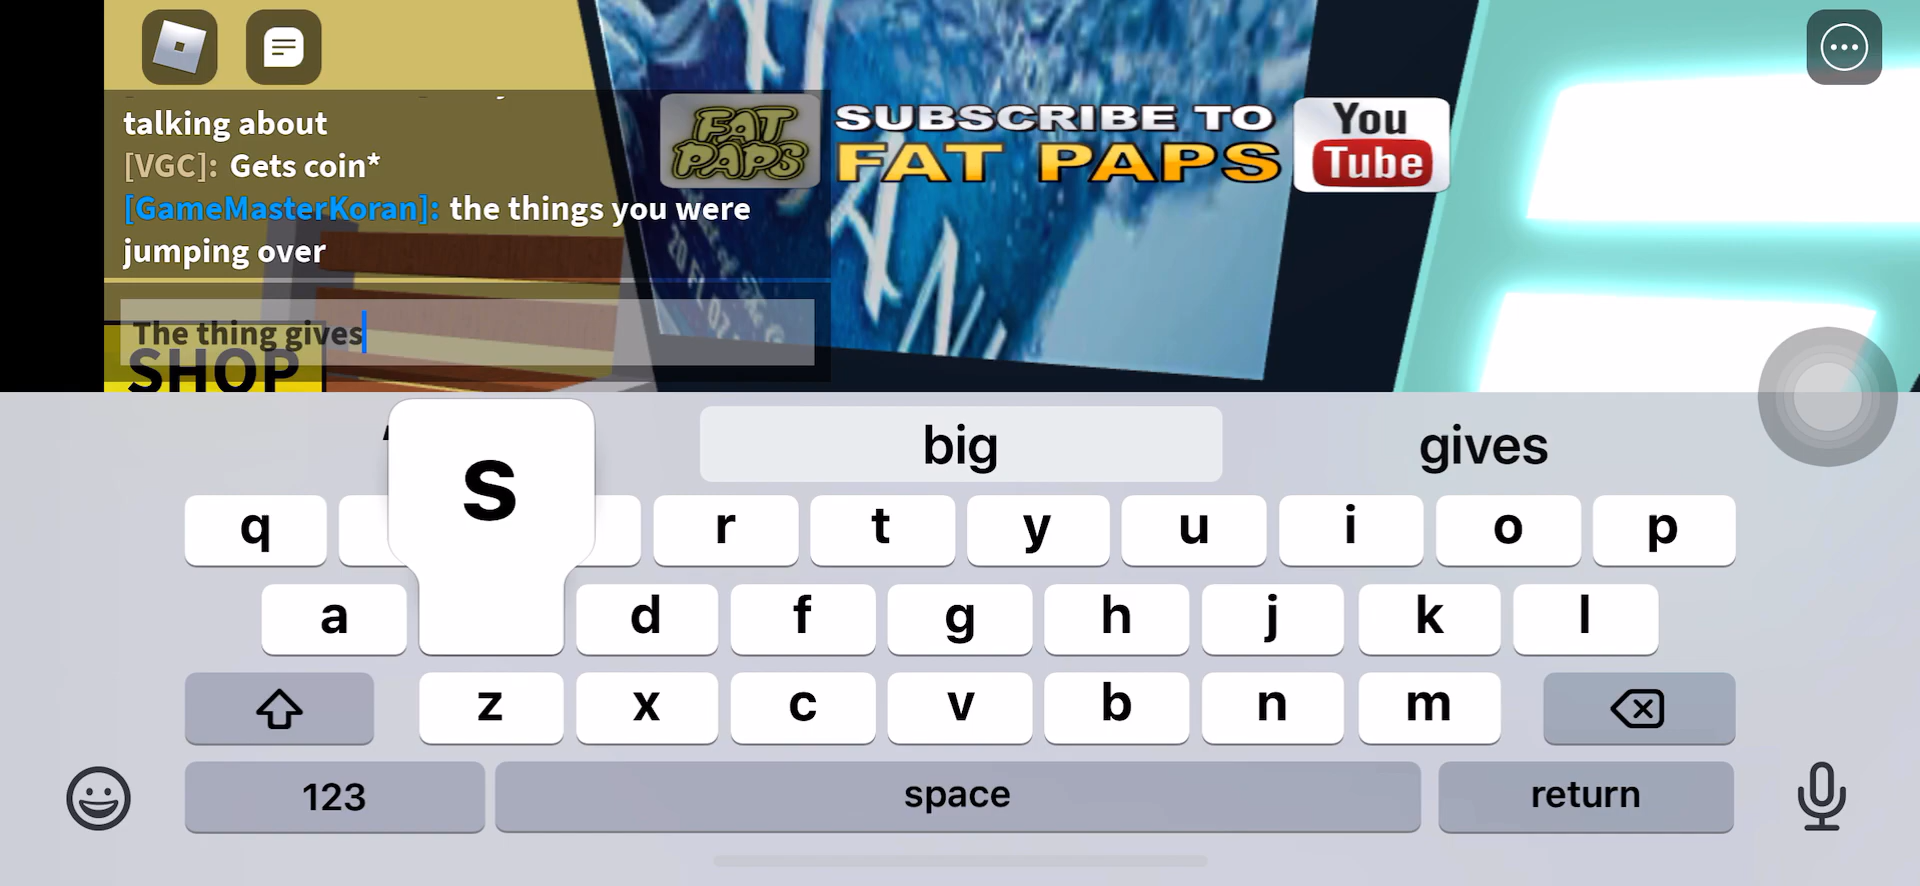 talking about
[VGC]: Gets coin*
[GameMasterKoran]: the things you were
jumping over
The thing gives
SHOP
FAT
PAPS
SUBSCRIBE TO
FAT PAPS
You
Tube
big
gives
s
q
r
t
y
u
i
o
p
a
d
f
g
h
j
k
l
z
x
c
v
b
n
m
123
space
return